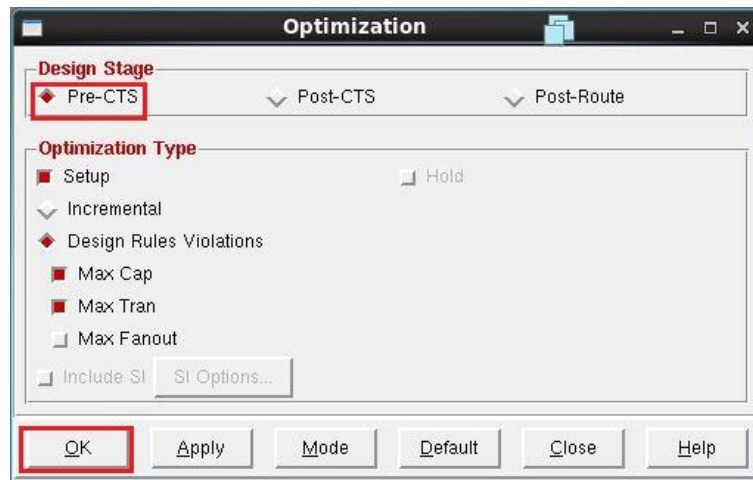 Optimization
Design Stage
Pre-CTS Post-CTS Post-Route
Optimization Type
Setup Hold
Incremental
Design Rules Violations
Max Cap
Max Tran
Max Fanout
Include SI SI Options...
OK Apply Mode Default Close Help